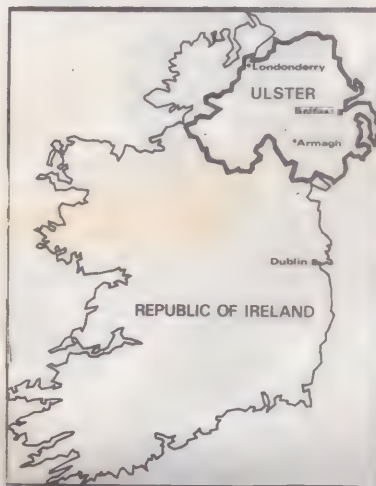 Londonderry
ULSTER
Belfast
Armagh
Dublin
REPUBLIC OF IRELAND